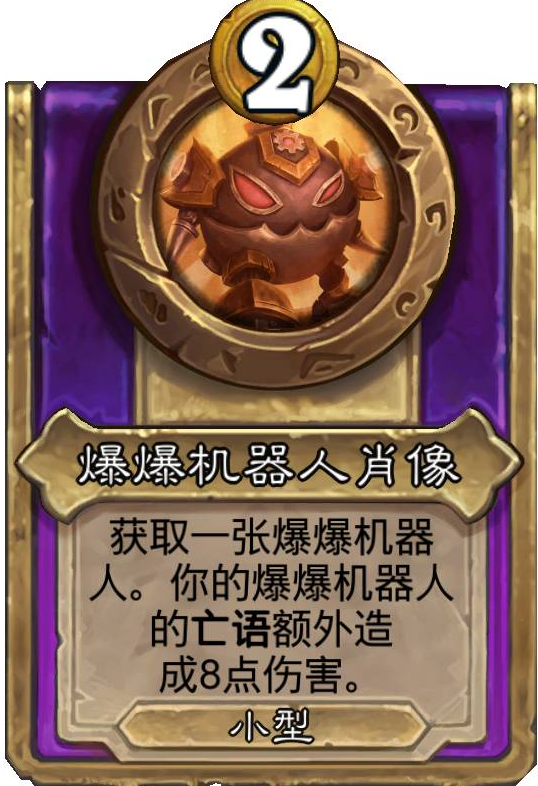 2
爆爆机器人肖像
获取一张爆爆机器
人。你的爆爆机器人
的亡语额外造
成8点伤害。
小型